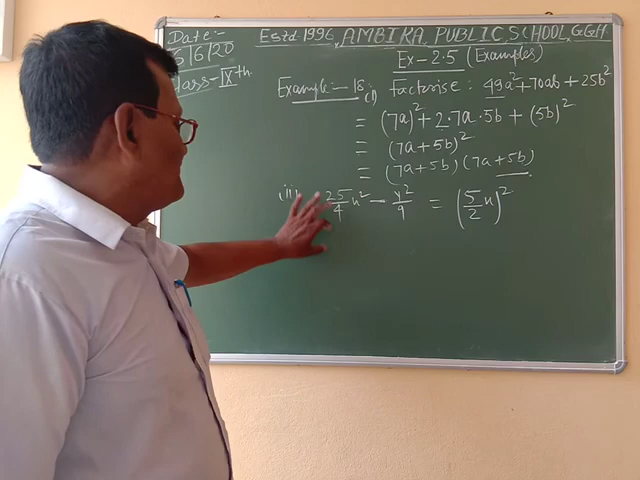 Date:-
Estd 1996, AMBIKA PUBLIC SCHOOL, G.G.H.
5/6/20
Class-IXth
Ex-2.5 (Examples)
Example:-18: Factorise: 49a²+70ab+25b²
(i)
= (7a)²+2.7a.5b+(5b)²
= (7a+5b)²
= (7a+5b)(7a+5b)
(ii) 25/4 x² - y²/9 = (5/2 x)²